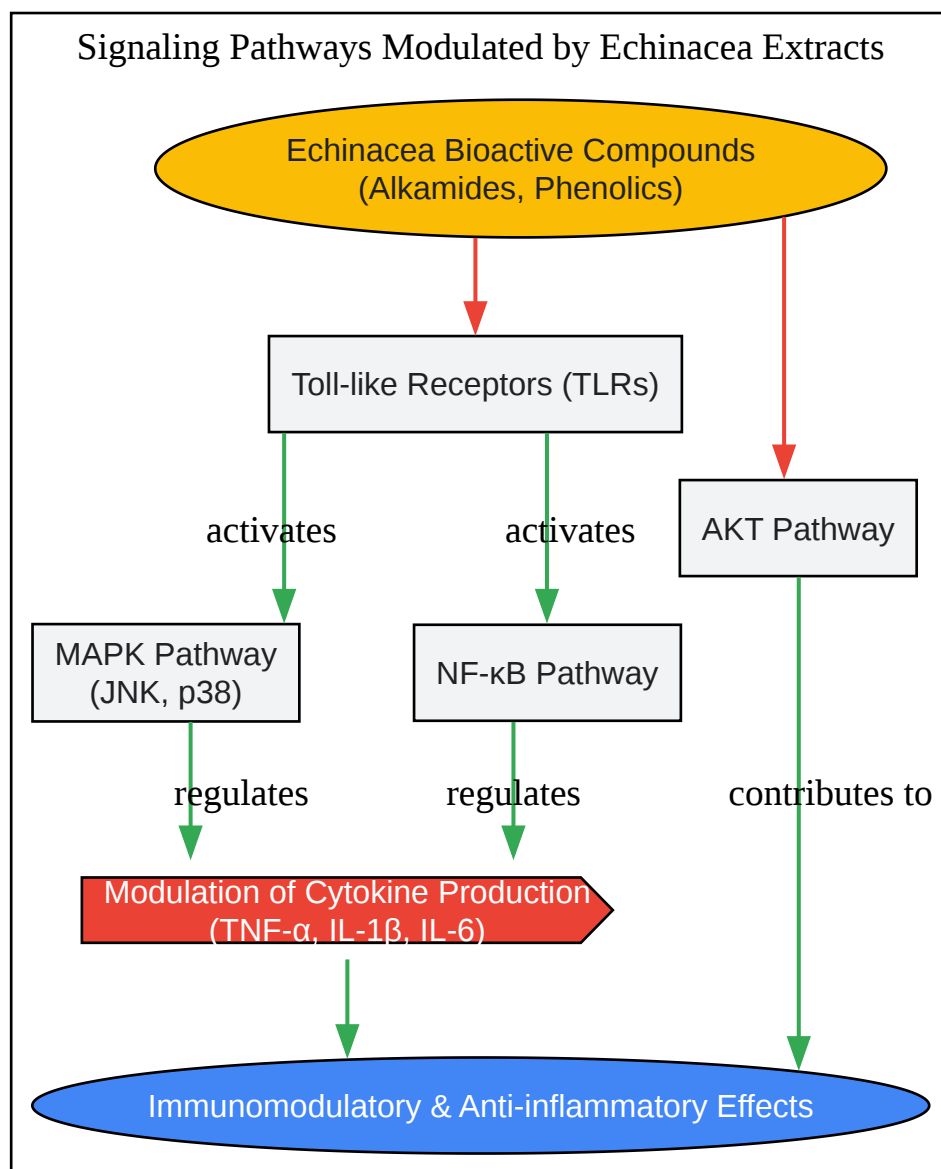 Signaling Pathways Modulated by Echinacea Extracts
Echinacea Bioactive Compounds
(Alkamides, Phenolics)
Toll-like Receptors (TLRs)
activates
activates
AKT Pathway
MAPK Pathway
(JNK, p38)
NF-κB Pathway
regulates
regulates
contributes to
Modulation of Cytokine Production
(TNF-α, IL-1β, IL-6)
Immunomodulatory & Anti-inflammatory Effects